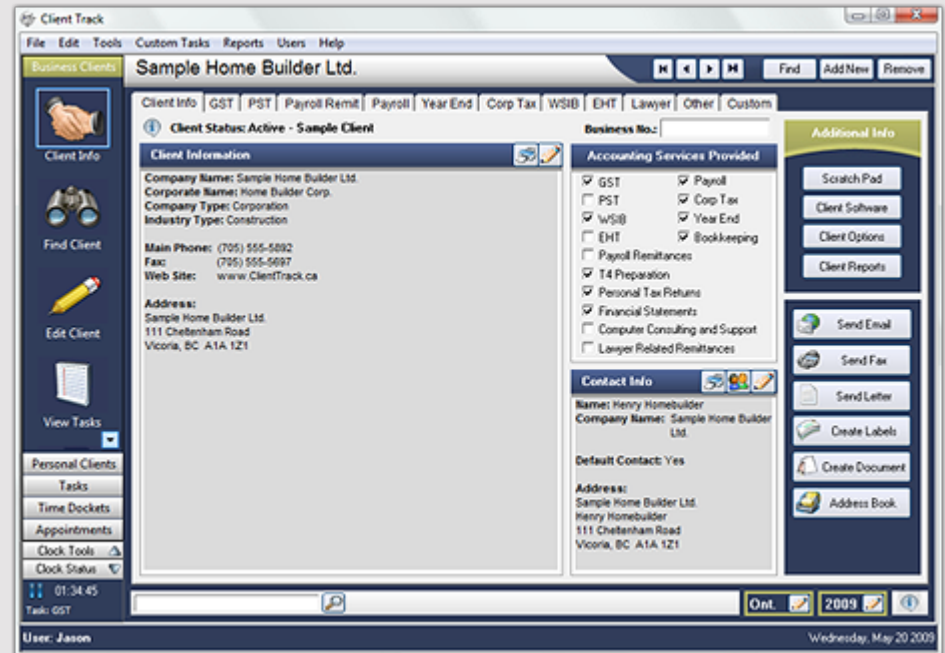 Client Track
File Edit Tools Custom Tasks Reports Users Help
Business Clients
Sample Home Builder Ltd.
Find Add New Remove
Client Info GST PST Payroll Remit Payroll Year End Corp Tax WSIB EHT Lawyer Other Custom
Client Status: Active - Sample Client
Business No.:
Client Info
Find Client
Edit Client
View Tasks
Personal Clients
Tasks
Time Dockets
Appointments
Clock Tools
Clock Status
01:34:45
Task: GST
Client Information
Company Name: Sample Home Builder Ltd.
Corporate Name: Home Builder Corp.
Company Type: Corporation
Industry Type: Construction
Main Phone: (705) 555-5892
Fax: (705) 555-5697
Web Site: www.ClientTrack.ca
Address:
Sample Home Builder Ltd.
111 Cheltenham Road
Vicoria, BC A1A 1Z1
Accounting Services Provided
GST Payroll
PST Corp Tax
WSIB Year End
EHT Bookkeeping
Payroll Remittances
T4 Preparation
Personal Tax Returns
Financial Statements
Computer Consulting and Support
Lawyer Related Remittances
Contact Info
Name: Henry Homebuilder
Company Name: Sample Home Builder
Ltd.
Default Contact: Yes
Address:
Sample Home Builder Ltd.
Henry Homebuilder
111 Cheltenham Road
Vicoria, BC A1A 1Z1
Additional Info
Scratch Pad
Client Software
Client Options
Client Reports
Send Email
Send Fax
Send Letter
Create Labels
Create Document
Address Book
Ont. 2009
User: Jason
Wednesday, May 20 2009